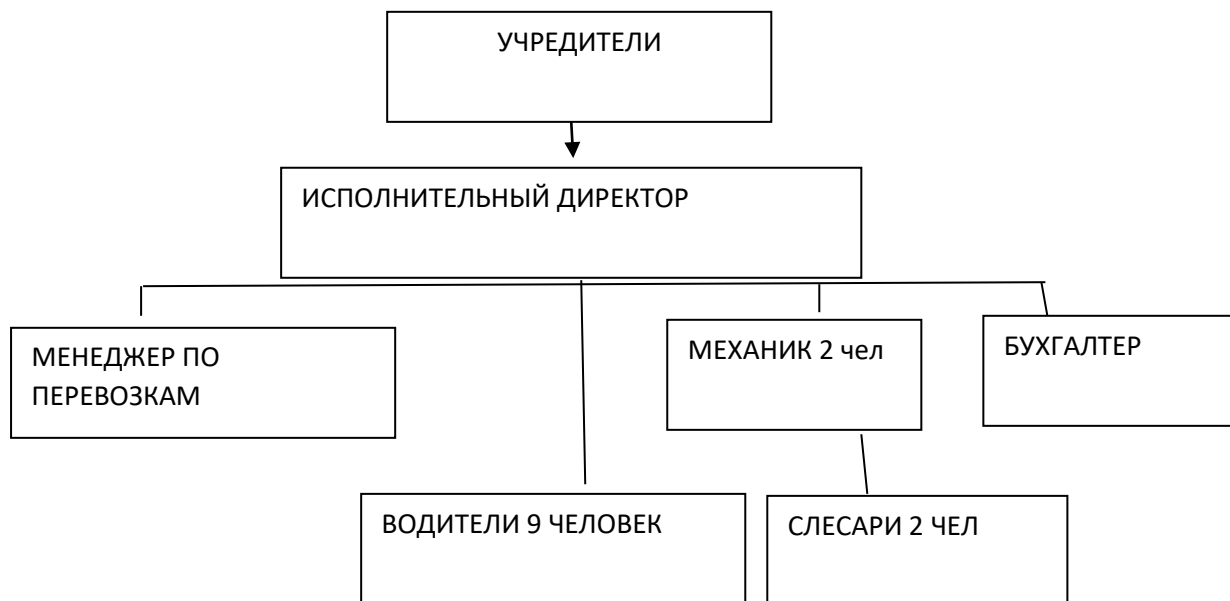 УЧРЕДИТЕЛИ
ИСПОЛНИТЕЛЬНЫЙ ДИРЕКТОР
МЕНЕДЖЕР ПО
ПЕРЕВОЗКАМ
МЕХАНИК 2 чел
БУХГАЛТЕР
ВОДИТЕЛИ 9 ЧЕЛОВЕК
СЛЕСАРИ 2 ЧЕЛ